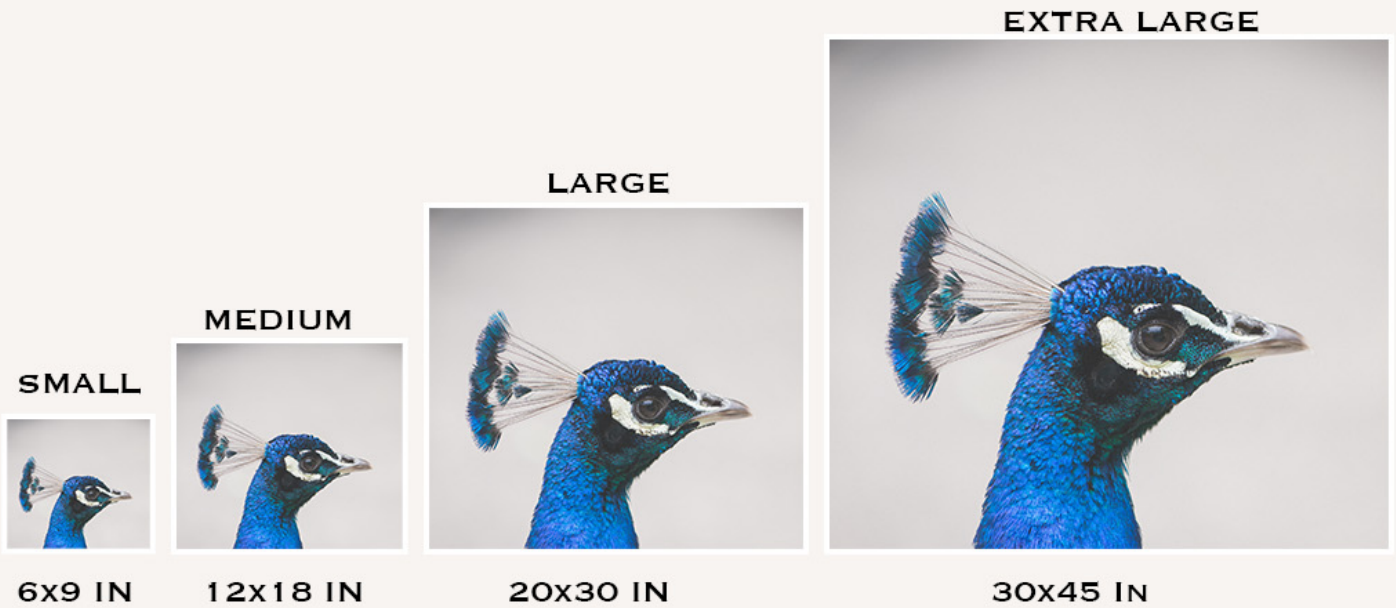 SMALL
6x9 IN
MEDIUM
12x18 IN
LARGE
20x30 IN
EXTRA LARGE
30x45 IN